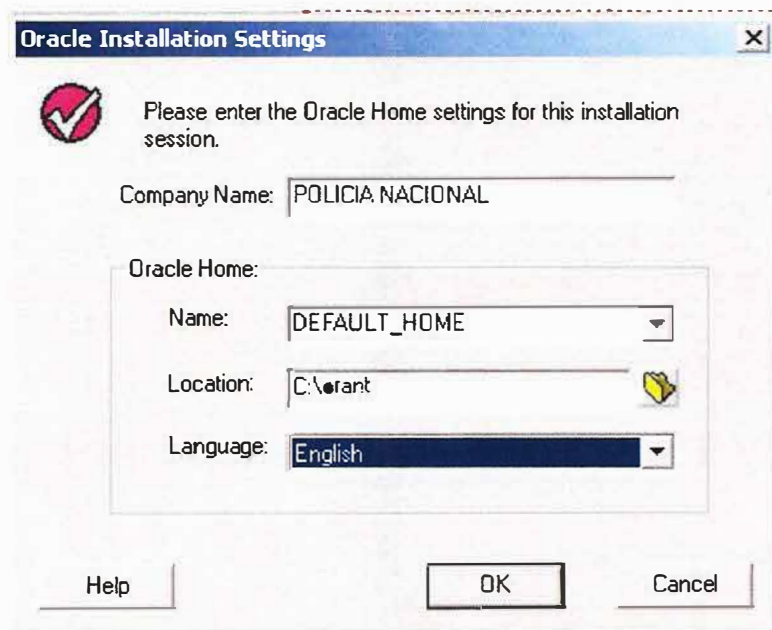 Oracle Installation Settings
Please enter the Oracle Home settings for this installation
session.
Company Name: POLICIA NACIONAL
Oracle Home:
Name: DEFAULT_HOME
Location: C:\orant
Language: English
Help OK Cancel